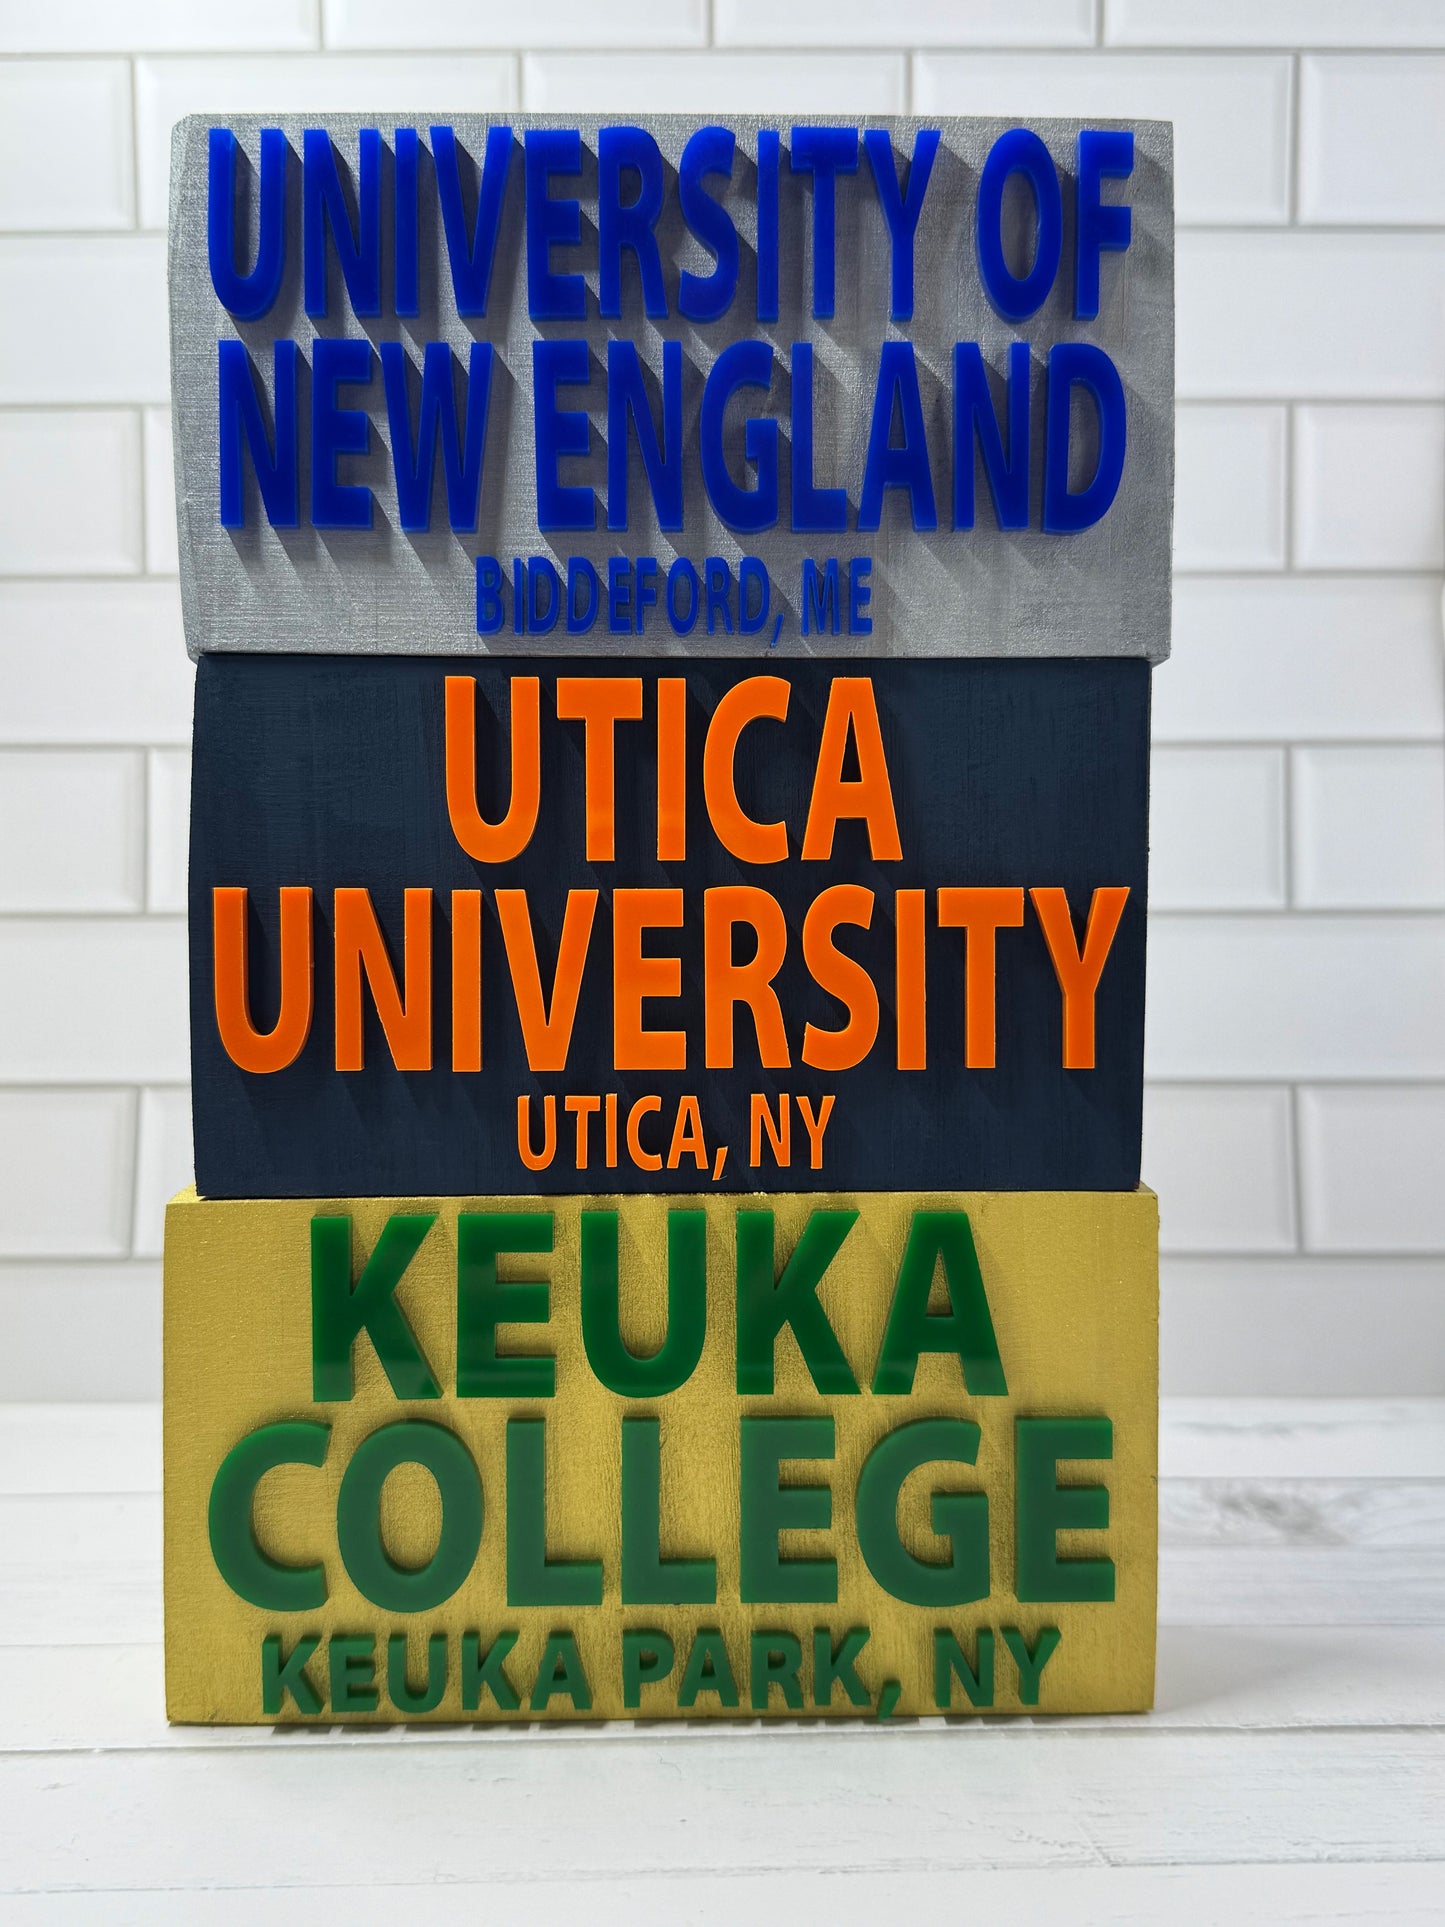 UNIVERSITY OF
NEW ENGLAND
BIDDEFORD, ME
UTICA
UNIVERSITY
UTICA, NY
KEUKA
COLLEGE
KEUKA PARK, NY